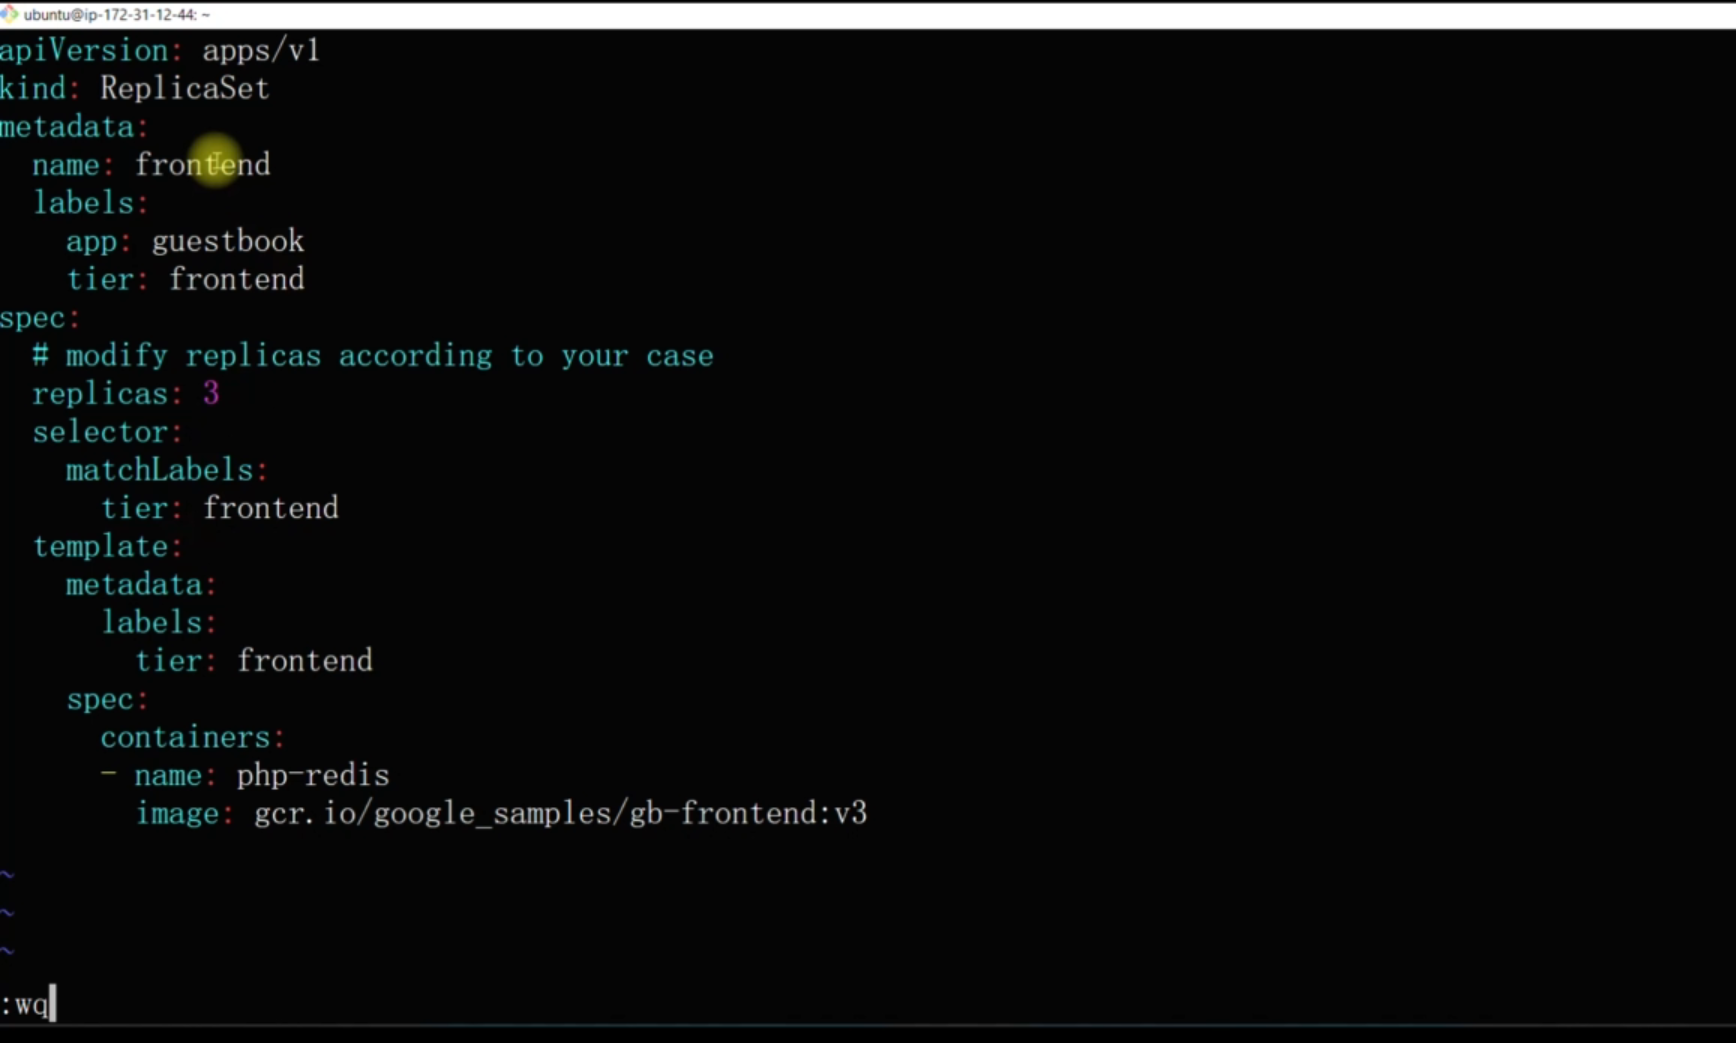 ubuntu@ip-172-31-12-44: ~
apiVersion: apps/v1
kind: ReplicaSet
metadata:
  name: frontend
  labels:
    app: guestbook
    tier: frontend
spec:
  # modify replicas according to your case
  replicas: 3
  selector:
    matchLabels:
      tier: frontend
  template:
    metadata:
      labels:
        tier: frontend
    spec:
      containers:
      - name: php-redis
        image: gcr.io/google_samples/gb-frontend:v3
~
~
~
:wq